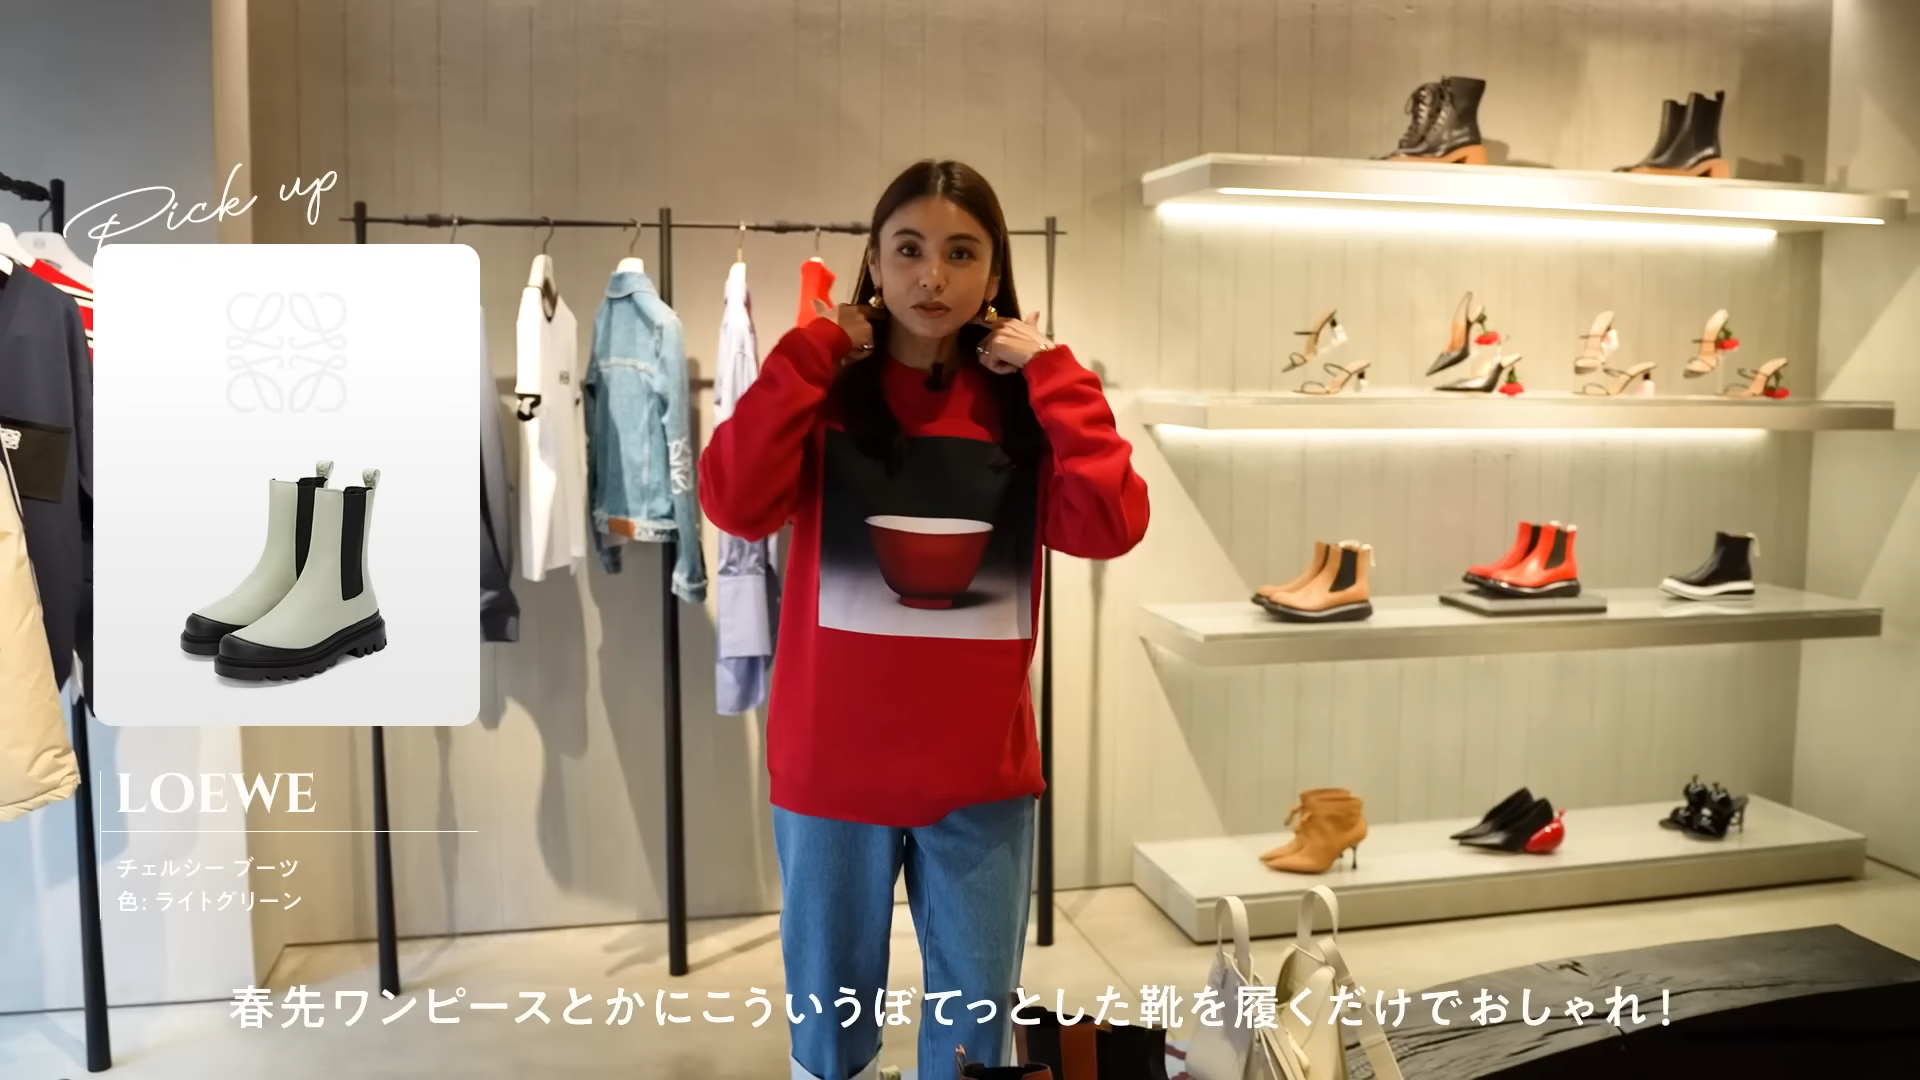 Pick up
LOEWE
チェルシー ブーツ
色: ライトグリーン
春先ワンピースとかにこういうぼてっとした靴を履くだけでおしゃれ!